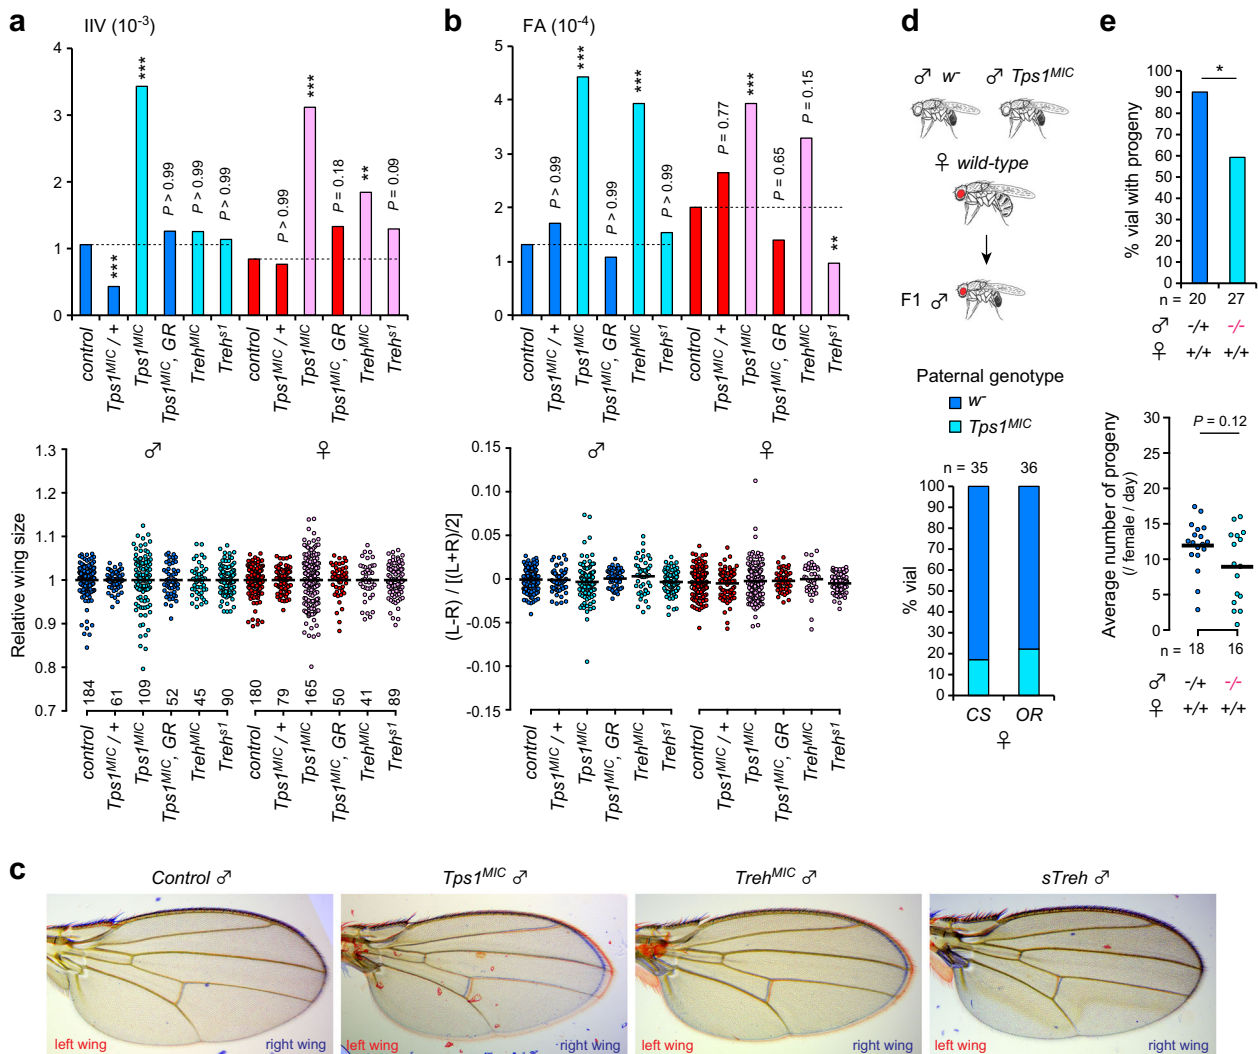 a
IIV (10-3)
4
3
2
1
0
***
***
P > 0.99
P > 0.99
P > 0.99
P > 0.99
***
P = 0.18
**
P = 0.09
control
Tps1MIC / +
Tps1MIC
Tps1MIC, GR
TrehMIC
Trehs1
control
Tps1MIC / +
Tps1MIC
Tps1MIC, GR
TrehMIC
Trehs1
Relative wing size
1.3
1.2
1.1
1
0.9
0.8
0.7
♂
♀
184
61
109
52
45
90
180
79
165
50
41
89
control
Tps1MIC / +
Tps1MIC
Tps1MIC, GR
TrehMIC
Trehs1
control
Tps1MIC / +
Tps1MIC
Tps1MIC, GR
TrehMIC
Trehs1
b
FA (10-4)
5
4
3
2
1
0
P > 0.99
***
P > 0.99
***
P > 0.99
P = 0.77
***
P = 0.65
P = 0.15
**
control
Tps1MIC / +
Tps1MIC
Tps1MIC, GR
TrehMIC
Trehs1
control
Tps1MIC / +
Tps1MIC
Tps1MIC, GR
TrehMIC
Trehs1
(L-R) / [(L+R)/2]
0.15
0.10
0.05
0
-0.05
-0.10
-0.15
♂
♀
control
Tps1MIC / +
Tps1MIC
Tps1MIC, GR
TrehMIC
Trehs1
control
Tps1MIC / +
Tps1MIC
Tps1MIC, GR
TrehMIC
Trehs1
d
♂ w-
♂ Tps1MIC
♀ wild-type
F1 ♂
Paternal genotype
w-
Tps1MIC
n = 35 36
% vial
100
90
80
70
60
50
40
30
20
10
0
CS OR
♀
e
% vial with progeny
100
90
80
70
60
50
40
30
20
10
0
*
n = 20 27
♂ -/+ -/-
♀ +/+ +/+
Average number of progeny
(/ female / day)
30
25
20
15
10
5
0
P = 0.12
n 18 16
♂ -/+ -/-
♀ +/+ +/+
c
Control ♂
Tps1MIC ♂
TrehMIC ♂
sTreh ♂
left wing right wing
left wing right wing
left wing right wing
left wing right wing